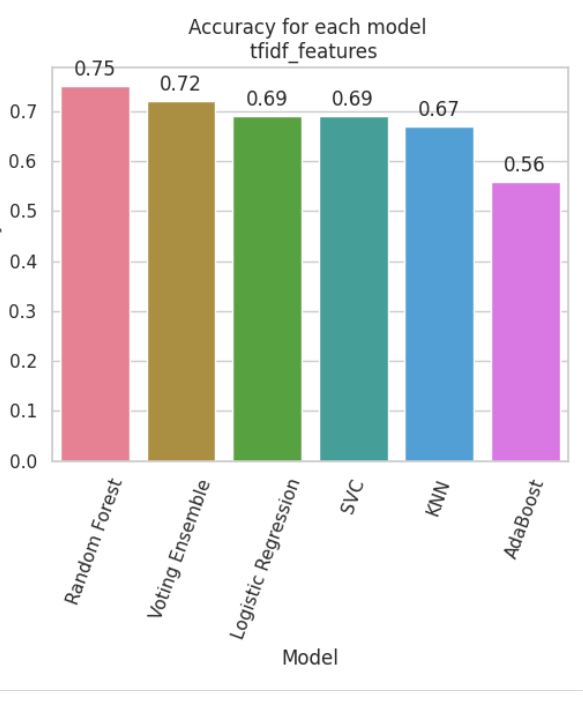 Accuracy for each model
tfidf_features
0.75
0.72
0.69
0.69
0.67
0.56
0.7
0.6
0.5
0.4
0.3
0.2
0.1
0.0
Random Forest
Voting Ensemble
Logistic Regression
SVC
KNN
AdaBoost
Model